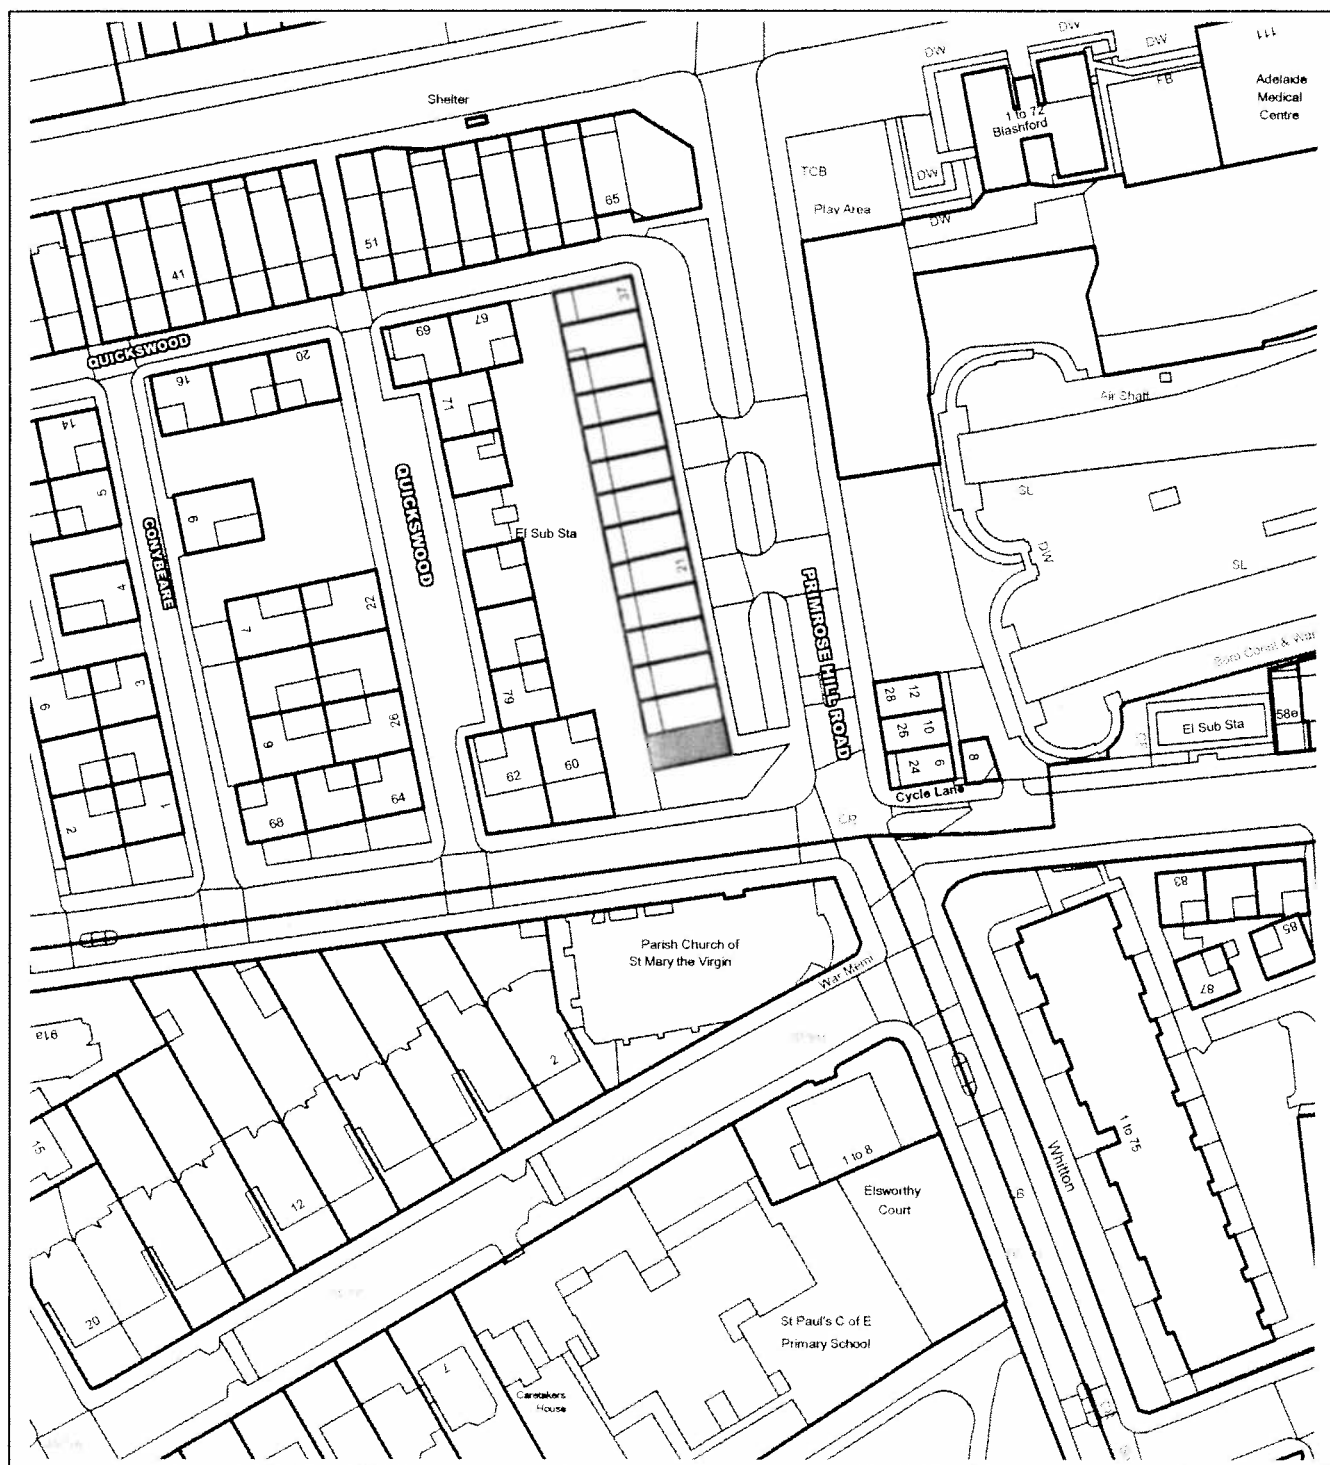 DW
DW
DW
111
FB
Adelaide
Medical
Centre
Shelter
1 to 72
Blashford
TCB
DW
Play Area
DW
65
51
41
QUICKSWOOD
37
69
67
16
20
71
14
5
9
CONYBEARE
QUICKSWOOD
El Sub Sta
Air Shaft
SL
DW
SL
21
PRIMROSE HILL ROAD
4
7
22
6
3
9
26
79
62
60
68
64
2
1
28
12
26
10
24
6
8
Cycle Lane
El Sub Sta
58e
CR
83
85
87
Parish Church of
St Mary the Virgin
War Meml
91a
2
15
12
20
1 to 8
Elsworthy
Court
Whitton
1 to 75
St Paul's C of E
Primary School
7
Caretakers
House